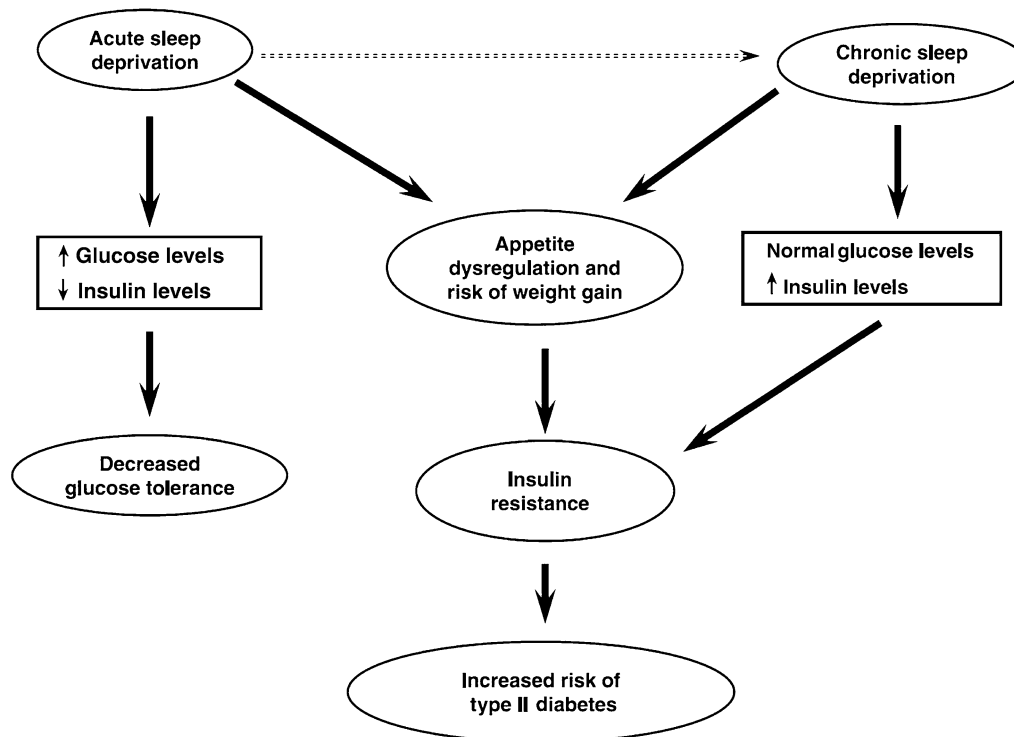 Acute sleep
deprivation
Chronic sleep
deprivation
↑ Glucose levels
↓ Insulin levels
Appetite
dysregulation and
risk of weight gain
Normal glucose levels
↑ Insulin levels
Decreased
glucose tolerance
Insulin
resistance
Increased risk of
type II diabetes